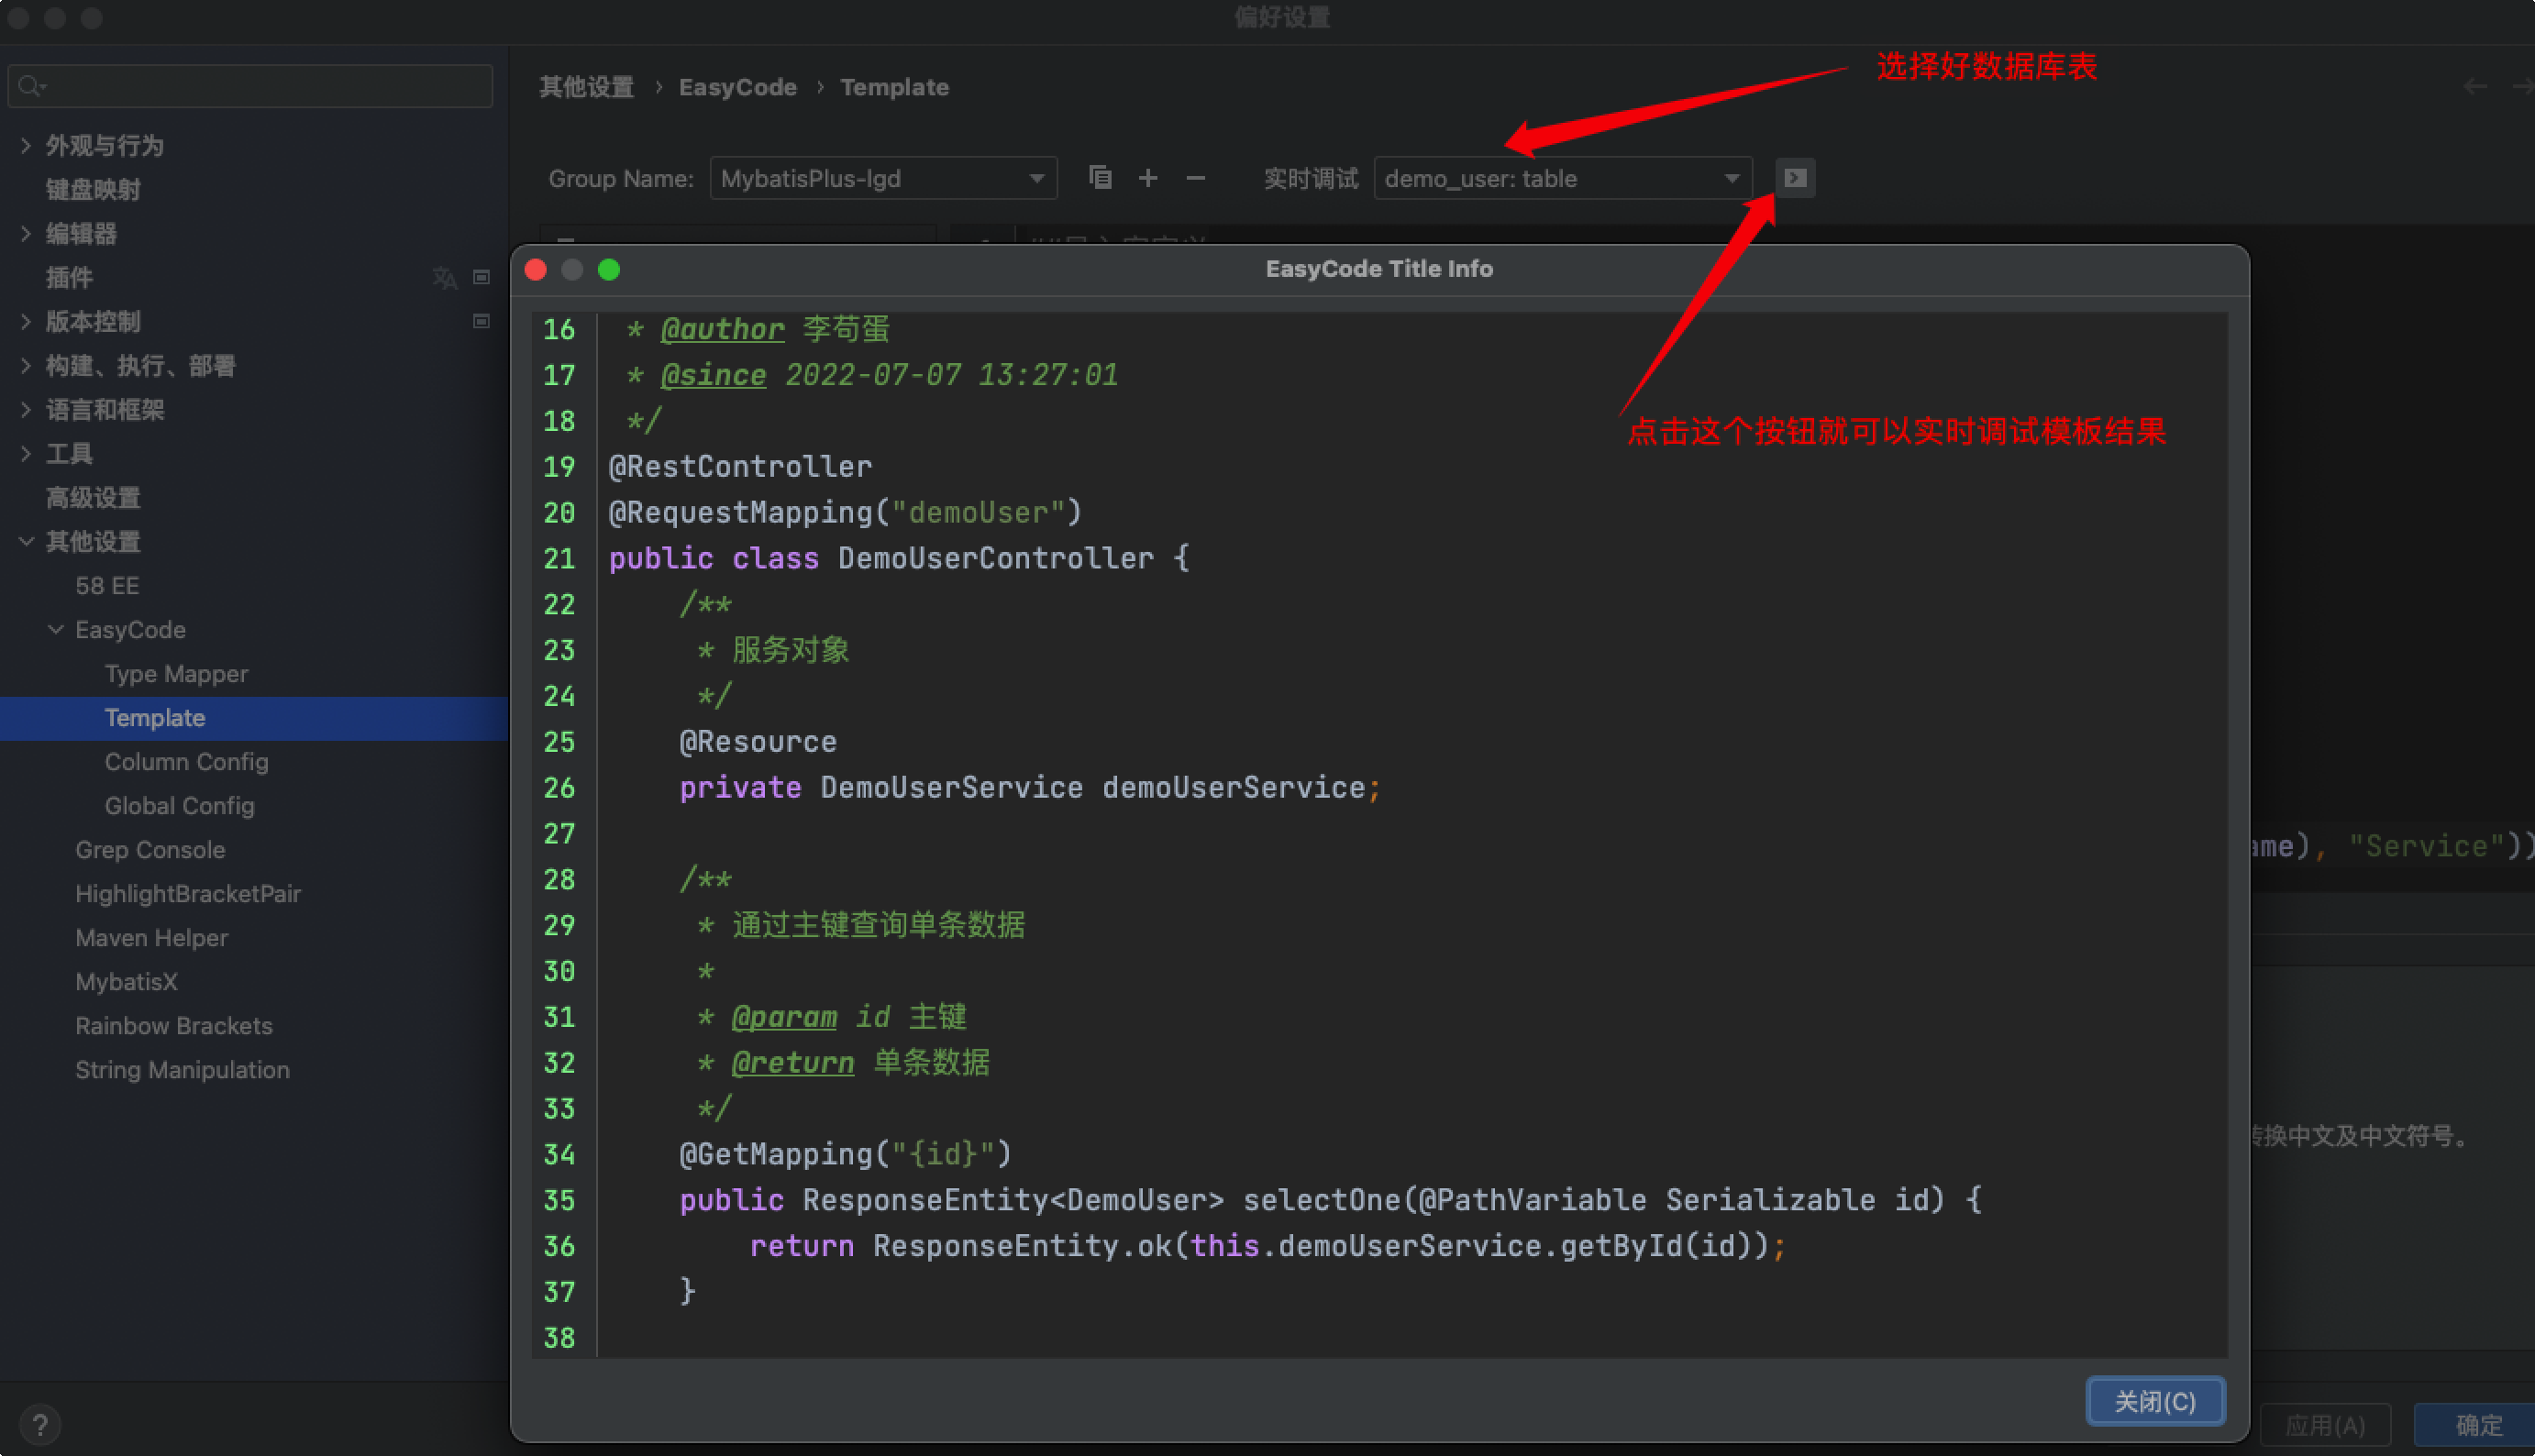 偏好设置
选择好数据库表
其他设置 › EasyCode › Template
Group Name: MybatisPlus-lgd 实时调试 demo_user: table
外观与行为
键盘映射
编辑器
插件
版本控制
构建、执行、部署
语言和框架
工具
高级设置
其他设置
58 EE
EasyCode
Type Mapper
Template
Column Config
Global Config
Grep Console
HighlightBracketPair
Maven Helper
MybatisX
Rainbow Brackets
String Manipulation
EasyCode Title Info
点击这个按钮就可以实时调试模板结果
16 * @author 李苟蛋
17 * @since 2022-07-07 13:27:01
18 */
19 @RestController
20 @RequestMapping("demoUser")
21 public class DemoUserController {
22 /**
23 * 服务对象
24 */
25 @Resource
26 private DemoUserService demoUserService;
27
28 /**
29 * 通过主键查询单条数据
30 *
31 * @param id 主键
32 * @return 单条数据
33 */
34 @GetMapping("{id}")
35 public ResponseEntity<DemoUser> selectOne(@PathVariable Serializable id) {
36 return ResponseEntity.ok(this.demoUserService.getById(id));
37 }
38
ame), "Service"))
换中文及中文符号。
关闭(C)
?
应用(A)
确定